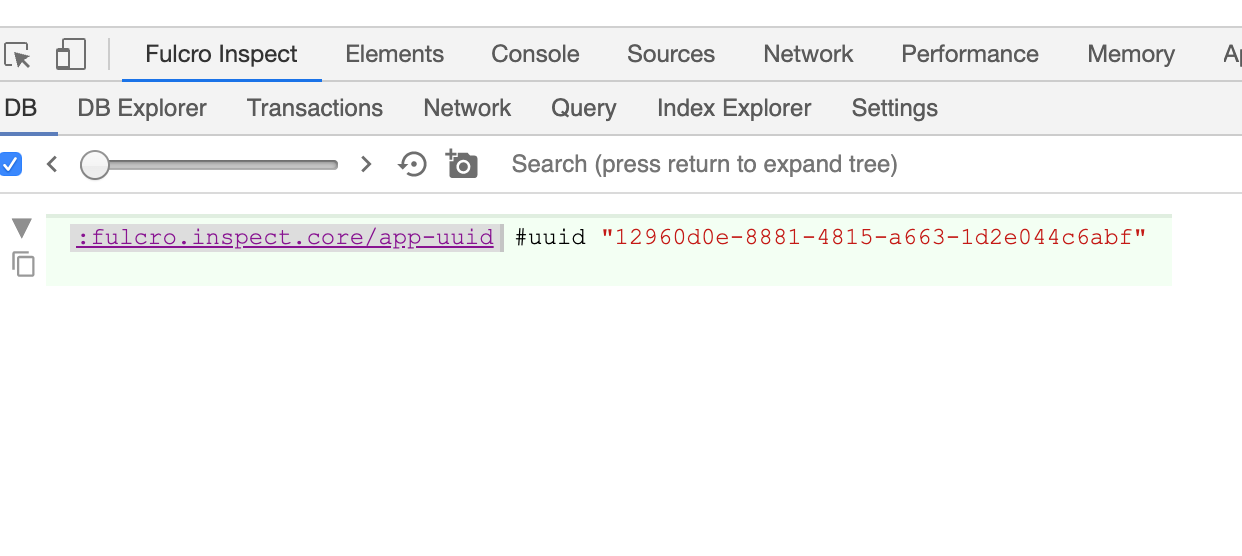 Fulcro Inspect Elements Console Sources Network Performance Memory
DB DB Explorer Transactions Network Query Index Explorer Settings
Search (press return to expand tree)
:fulcro.inspect.core/app-uuid #uuid "12960d0e-8881-4815-a663-1d2e044c6abf"